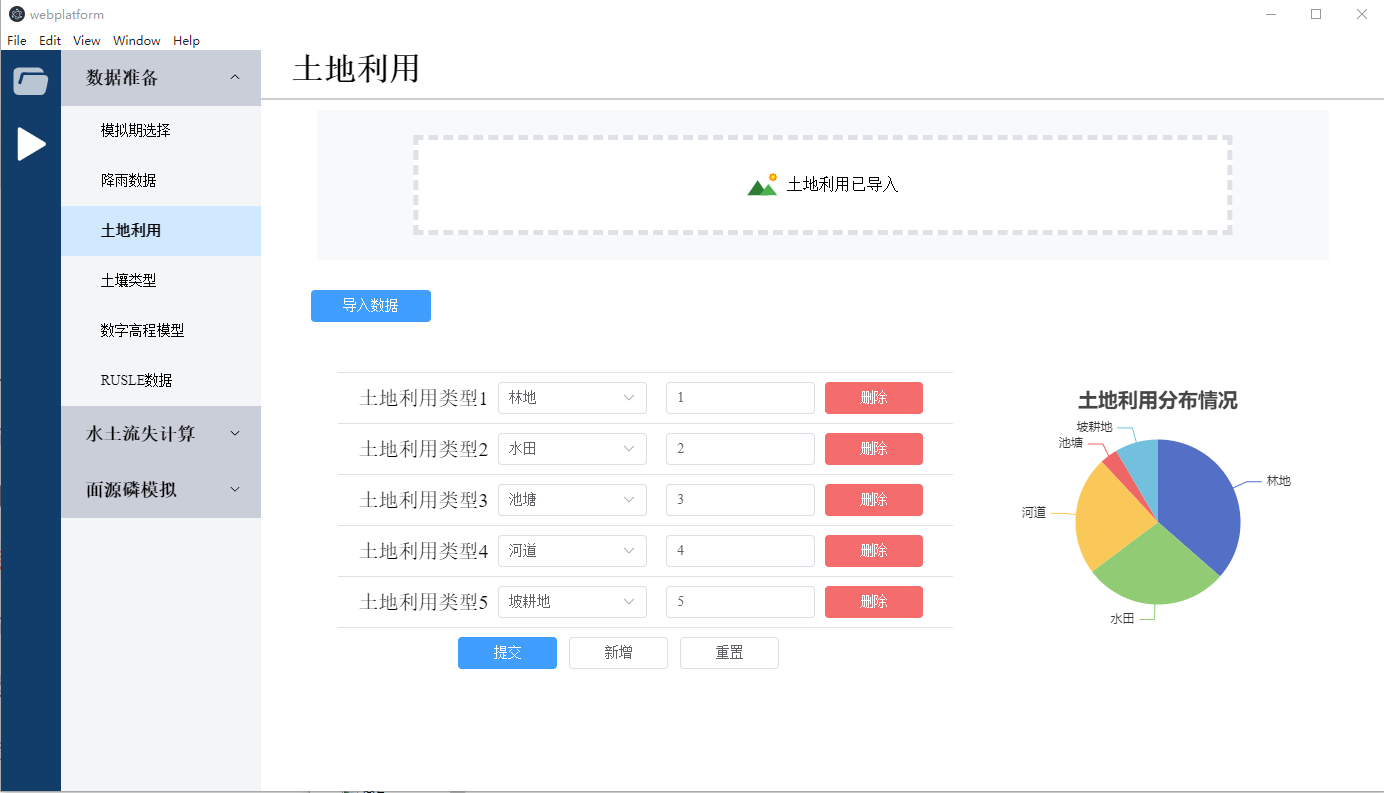 webplatform
File Edit View Window Help
数据准备
模拟期选择
降雨数据
土地利用
土壤类型
数字高程模型
RUSLE数据
水土流失计算
面源磷模拟
土地利用
土地利用已导入
导入数据
土地利用类型1 林地 1 删除
土地利用类型2 水田 2 删除
土地利用类型3 池塘 3 删除
土地利用类型4 河道 4 删除
土地利用类型5 坡耕地 5 删除
提交 新增 重置
土地利用分布情况
坡耕地
池塘
林地
河道
水田